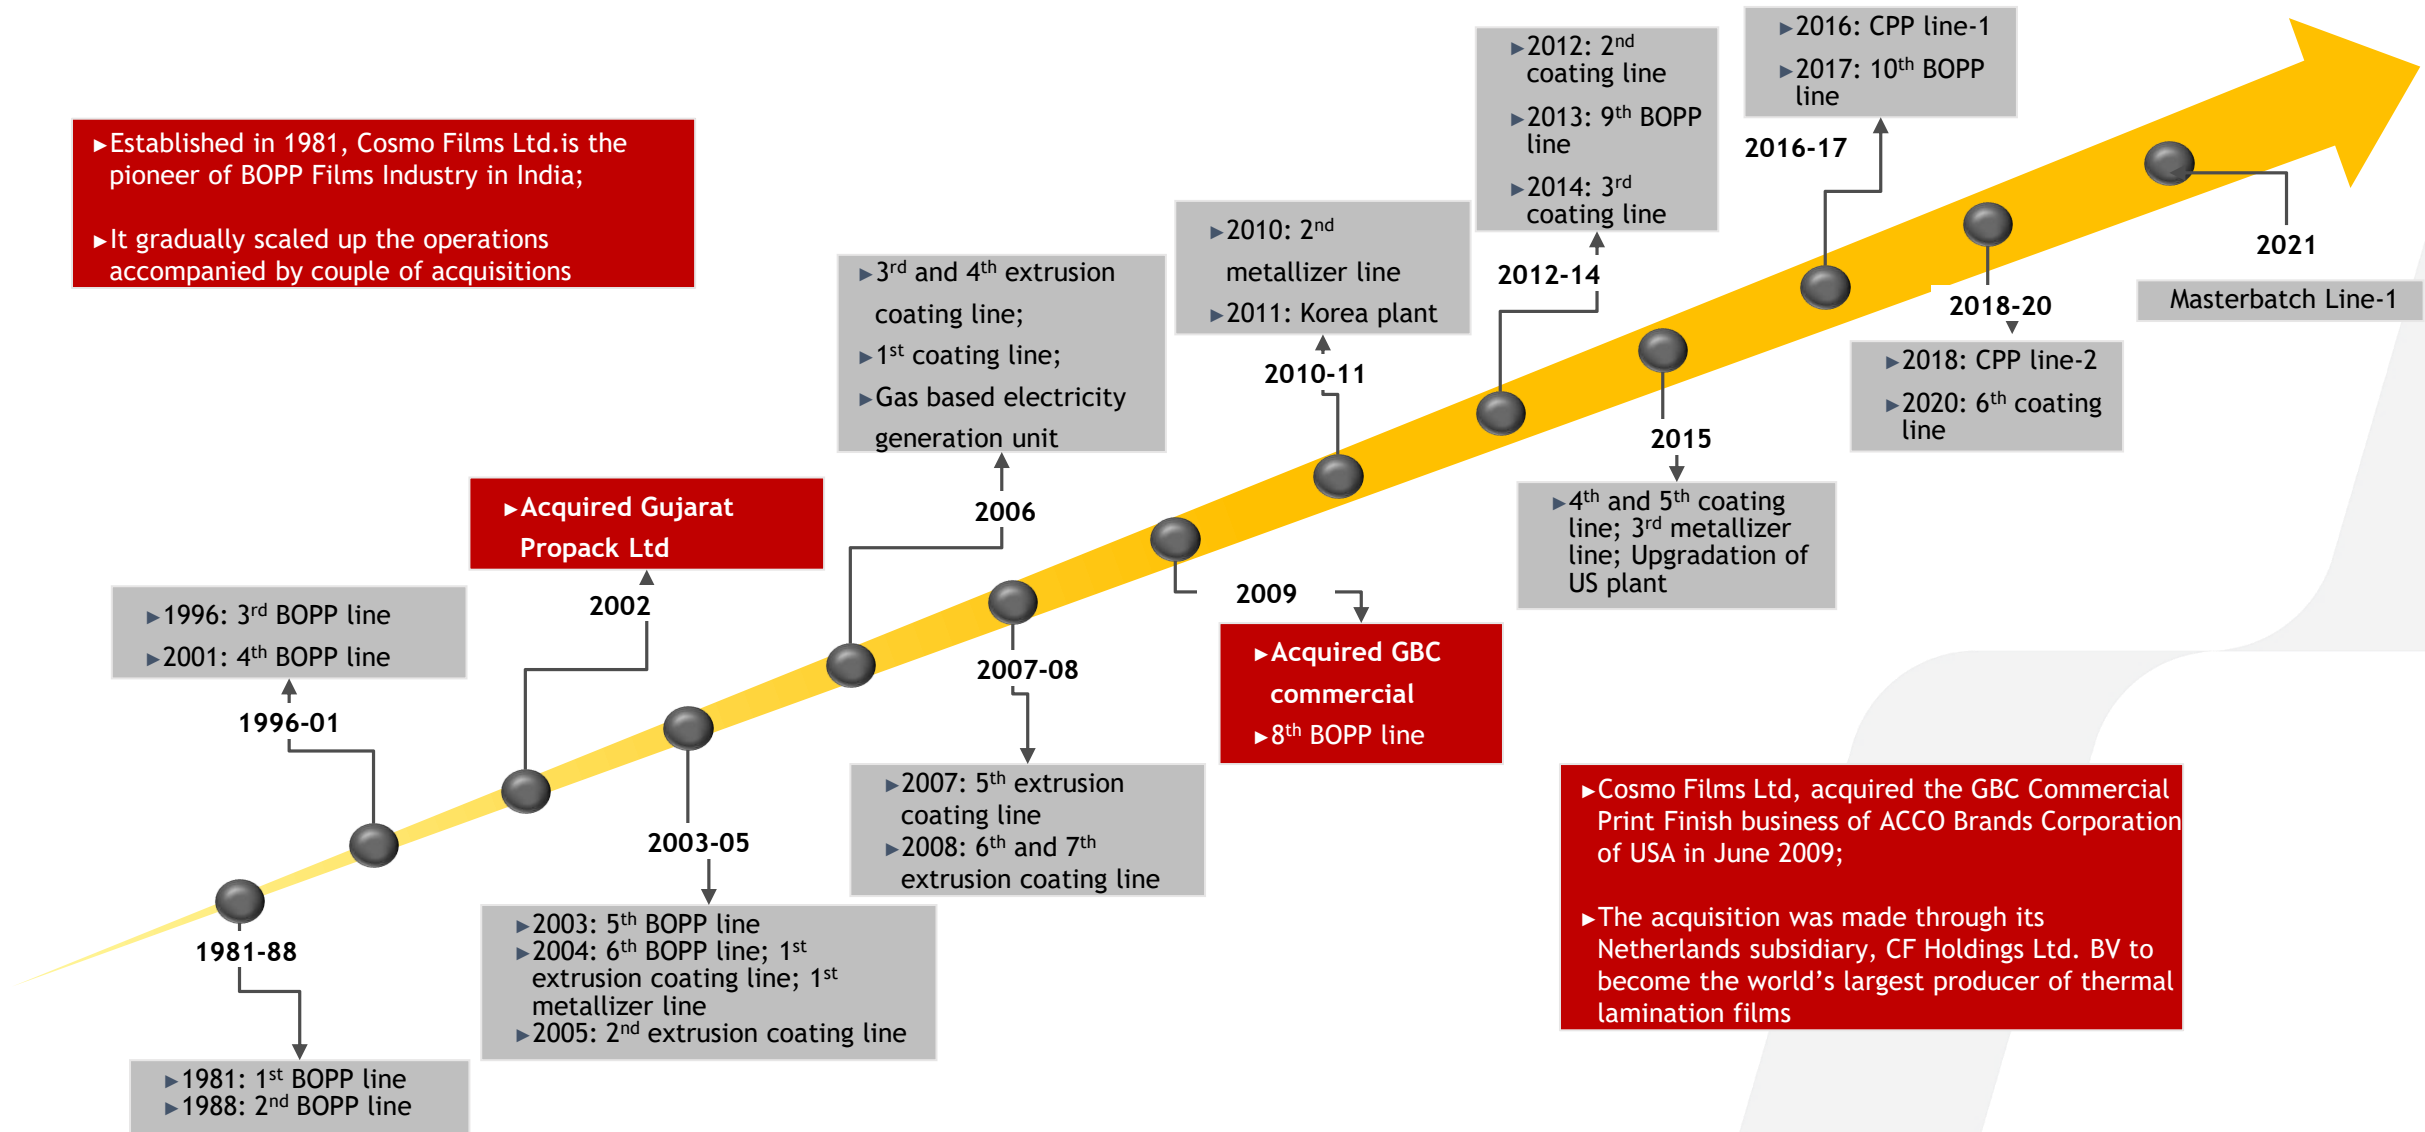 ►Established in 1981, Cosmo Films Ltd.is the
pioneer of BOPP Films Industry in India;
►It gradually scaled up the operations
accompanied by couple of acquisitions
1981-88
►1981: 1st BOPP line
►1988: 2nd BOPP line
►1996: 3rd BOPP line
►2001: 4th BOPP line
1996-01
►Acquired Gujarat
Propack Ltd
2002
2003-05
►2003: 5th BOPP line
►2004: 6th BOPP line; 1st
extrusion coating line; 1st
metallizer line
►2005: 2nd extrusion coating line
►3rd and 4th extrusion
coating line;
►1st coating line;
►Gas based electricity
generation unit
2006
2007-08
►2007: 5th extrusion
coating line
►2008: 6th and 7th
extrusion coating line
2009
►Acquired GBC
commercial
►8th BOPP line
►2010: 2nd
metallizer line
►2011: Korea plant
2010-11
►2012: 2nd
coating line
►2013: 9th BOPP
line
►2014: 3rd
coating line
2012-14
2015
►4th and 5th coating
line; 3rd metallizer
line; Upgradation of
US plant
►2016: CPP line-1
►2017: 10th BOPP
line
2016-17
2018-20
►2018: CPP line-2
►2020: 6th coating
line
2021
Masterbatch Line-1
►Cosmo Films Ltd, acquired the GBC Commercial
Print Finish business of ACCO Brands Corporation
of USA in June 2009;
►The acquisition was made through its
Netherlands subsidiary, CF Holdings Ltd. BV to
become the world’s largest producer of thermal
lamination films